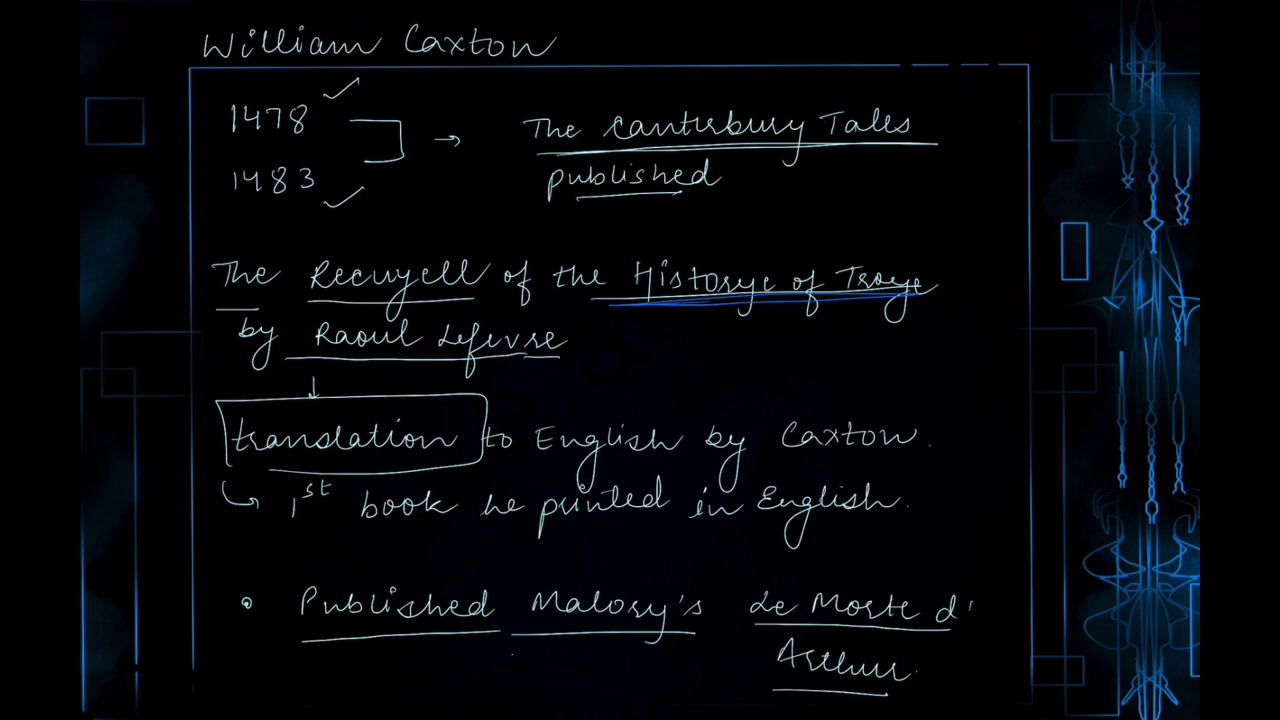 William Caxton
1478
The Canterbury Tales
1483
published
The Recuyell of the Historye of Troye
by Raoul Lefevre
translation to English by Caxton.
1st book he printed in English.
• Published Malory's Le Morte d'
Arthur.